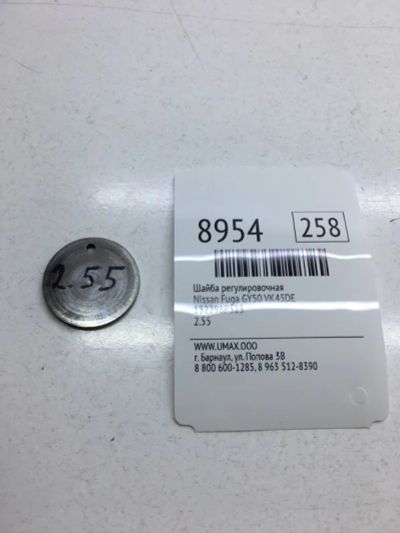 2.55
8954
258
Шайба регулировочная
Nissan Fuga GY50 VK45DE
2.55
WWW.UMAX.OOO
г. Барнаул, ул. Попова 3В
8 800 600-1285, 8 963 512-8390